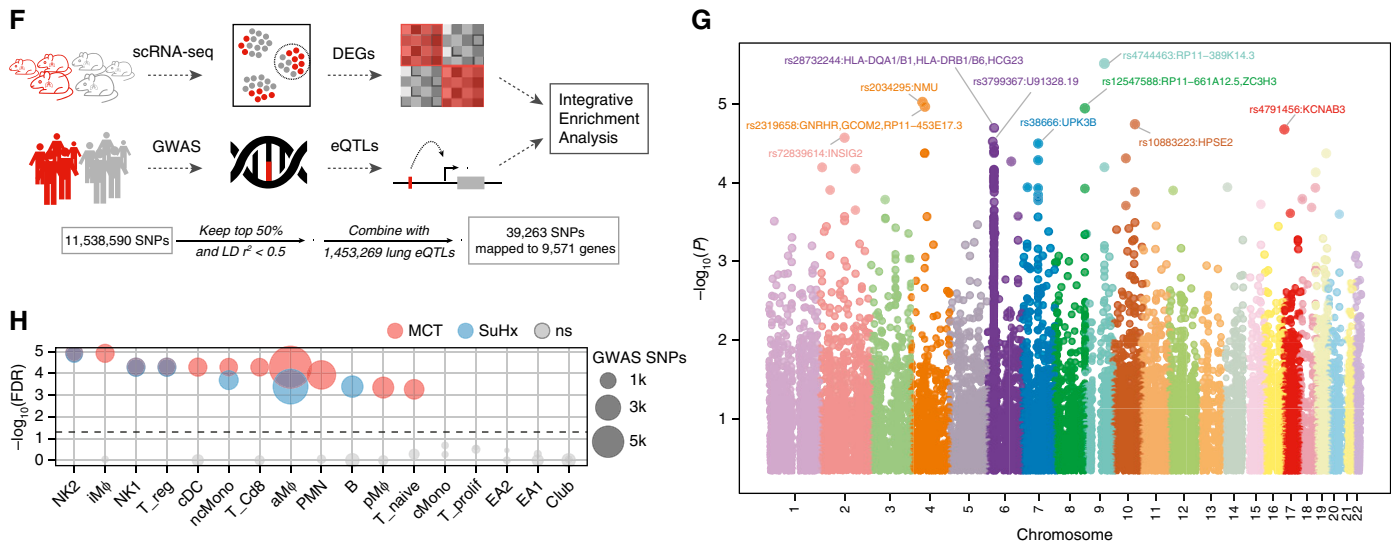 F
scRNA-seq
DEGs
GWAS
eQTLs
Integrative
Enrichment
Analysis
11,538,590 SNPs
Keep top 50%
and LD r² < 0.5
Combine with
1,453,269 lung eQTLs
39,263 SNPs
mapped to 9,571 genes
G
rs4744463:RP11-389K14.3
rs28732244:HLA-DQA1/B1,HLA-DRB1/B6,HCG23
rs3799367:U91328.19
rs12547588:RP11-661A12.5,ZC3H3
rs2034295:NMU
rs4791456:KCNAB3
rs2319658:GNRHR,GCOM2,RP11-453E17.3
rs38666:UPK3B
rs10883223:HPSE2
rs72839614:INSIG2
−log₁₀(P)
5
4
3
2
1
1 2 3 4 5 6 7 8 9 10 11 12 13 14 15 16 17 18 19 20 21 22
Chromosome
H
MCT SuHx ns
−log₁₀(FDR)
5
4
3
2
1
0
NK2 iMϕ NK1 T_reg cDC ncMono T_Cd8 aMϕ PMN B pMϕ T_naive cMono T_prolif EA2 EA1 Club
GWAS SNPs
1k
3k
5k